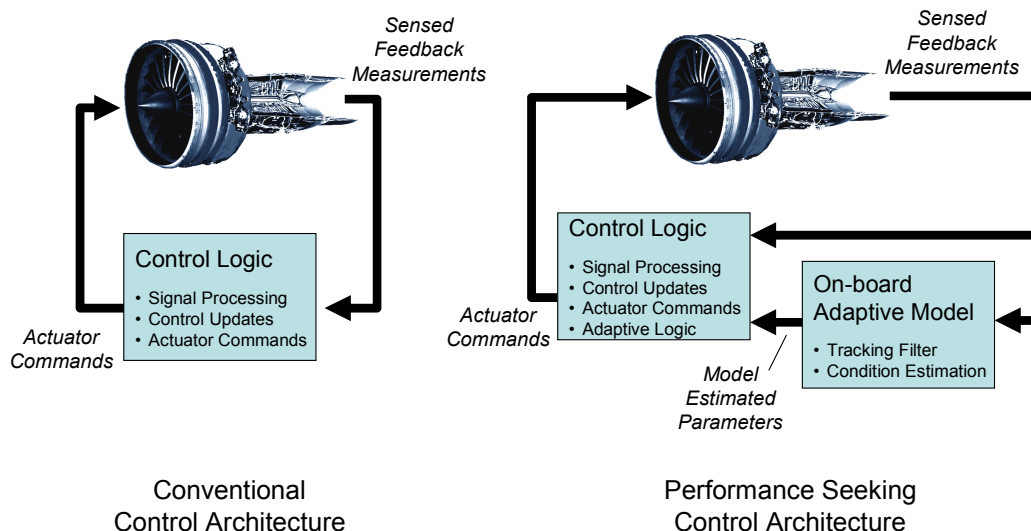 Sensed
Feedback
Measurements
Control Logic
• Signal Processing
• Control Updates
• Actuator Commands
Actuator
Commands
Conventional
Control Architecture
Sensed
Feedback
Measurements
Control Logic
• Signal Processing
• Control Updates
• Actuator Commands
• Adaptive Logic
On-board
Adaptive Model
• Tracking Filter
• Condition Estimation
Actuator
Commands
Model
Estimated
Parameters
Performance Seeking
Control Architecture